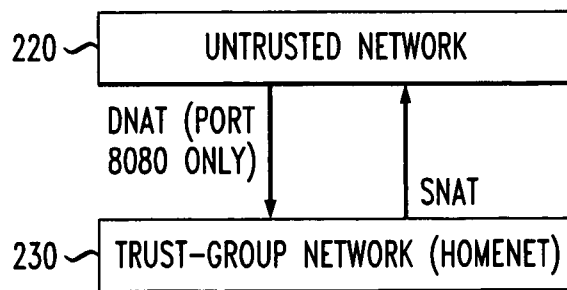 220 UNTRUSTED NETWORK
DNAT (PORT
8080 ONLY)
SNAT
230 TRUST-GROUP NETWORK (HOMENET)